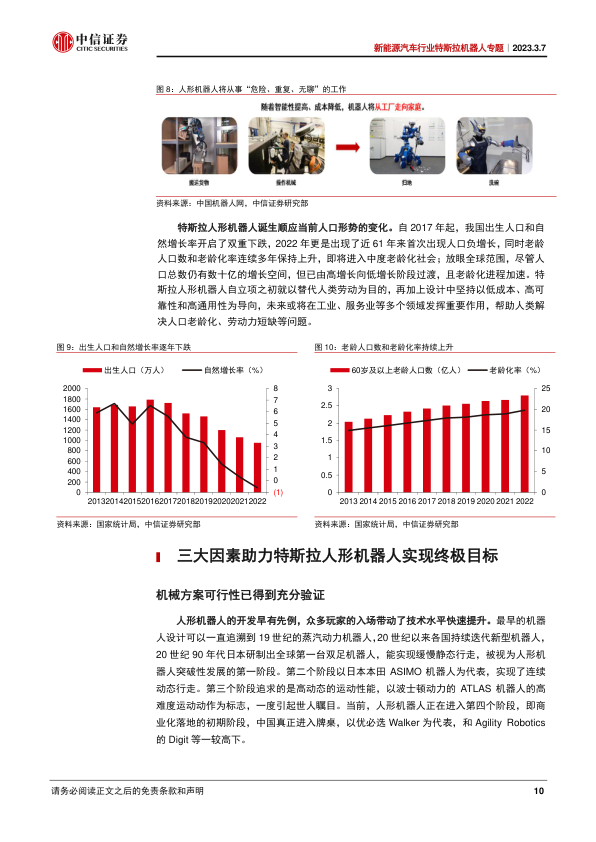 中信证券
CITIC SECURITIES
新能源汽车行业特斯拉机器人专题｜2023.3.7
图 8：人形机器人将从事“危险、重复、无聊”的工作
随着智能性提高、成本降低，机器人将从工厂走向家庭。
搬运货物 操作机械 归纳 洗碗
资料来源：中国机器人网，中信证券研究部
特斯拉人形机器人诞生顺应当前人口形势的变化。自 2017 年起，我国出生人口和自
然增长率开启了双重下跌，2022 年更是出现了近 61 年来首次出现人口负增长，同时老龄
人口数和老龄化率连续多年保持上升，即将进入中度老龄化社会；放眼全球范围，尽管人
口总数仍有数十亿的增长空间，但已由高增长向低增长阶段过渡，且老龄化进程加速。特
斯拉人形机器人自立项之初就以替代人类劳动为目的，再加上设计中坚持以低成本、高可
靠性和高通用性为导向，未来或将在工业、服务业等多个领域发挥重要作用，帮助人类解
决人口老龄化、劳动力短缺等问题。
图 9：出生人口和自然增长率逐年下跌
出生人口（万人） 自然增长率（%）
2000
1800
1600
1400
1200
1000
800
600
400
200
0
8
7
6
5
4
3
2
1
0
(1)
2013 2014 2015 2016 2017 2018 2019 2020 2021 2022
资料来源：国家统计局，中信证券研究部
图 10：老龄人口数和老龄化率持续上升
60岁及以上老龄人口数（亿人） 老龄化率（%）
3
2.5
2
1.5
1
0.5
0
25
20
15
10
5
0
2013 2014 2015 2016 2017 2018 2019 2020 2021 2022
资料来源：国家统计局，中信证券研究部
三大因素助力特斯拉人形机器人实现终极目标
机械方案可行性已得到充分验证
人形机器人的开发早有先例，众多玩家的入场带动了技术水平快速提升。最早的机器
人设计可以一直追溯到 19 世纪的蒸汽动力机器人，20 世纪以来各国持续迭代新型机器人，
20 世纪 90 年代日本研制出全球第一台双足机器人，能实现缓慢静态行走，被视为人形机
器人突破性发展的第一阶段。第二个阶段以日本本田 ASIMO 机器人为代表，实现了连续
动态行走。第三个阶段追求的是高动态的运动性能，以波士顿动力的 ATLAS 机器人的高
难度运动动作为标志，一度引起世人瞩目。当前，人形机器人正在进入第四个阶段，即商
业化落地的初期阶段，中国真正进入牌桌，以优必选 Walker 为代表，和 Agility Robotics
的 Digit 等一较高下。
请务必阅读正文之后的免责条款和声明
10